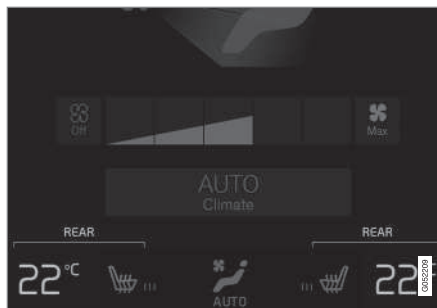 Off
Max
AUTO
Climate
REAR
REAR
22°C
22°
AUTO
G052209